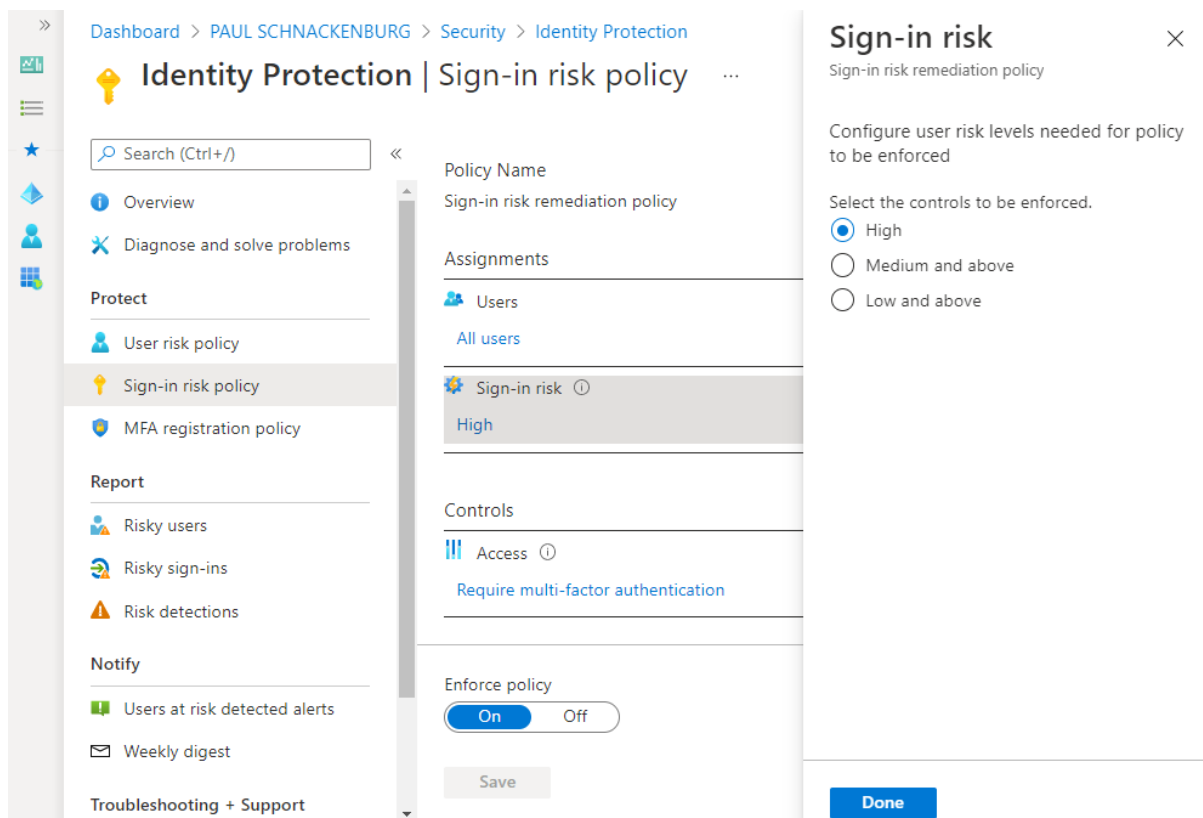 Dashboard > PAUL SCHNACKENBURG > Security > Identity Protection
Identity Protection | Sign-in risk policy ...
Search (Ctrl+/)
Overview
Diagnose and solve problems
Protect
User risk policy
Sign-in risk policy
MFA registration policy
Report
Risky users
Risky sign-ins
Risk detections
Notify
Users at risk detected alerts
Weekly digest
Troubleshooting + Support
Policy Name
Sign-in risk remediation policy
Assignments
Users
All users
Sign-in risk
High
Controls
Access
Require multi-factor authentication
Enforce policy
On Off
Save
Sign-in risk
Sign-in risk remediation policy
Configure user risk levels needed for policy
to be enforced
Select the controls to be enforced.
High
Medium and above
Low and above
Done